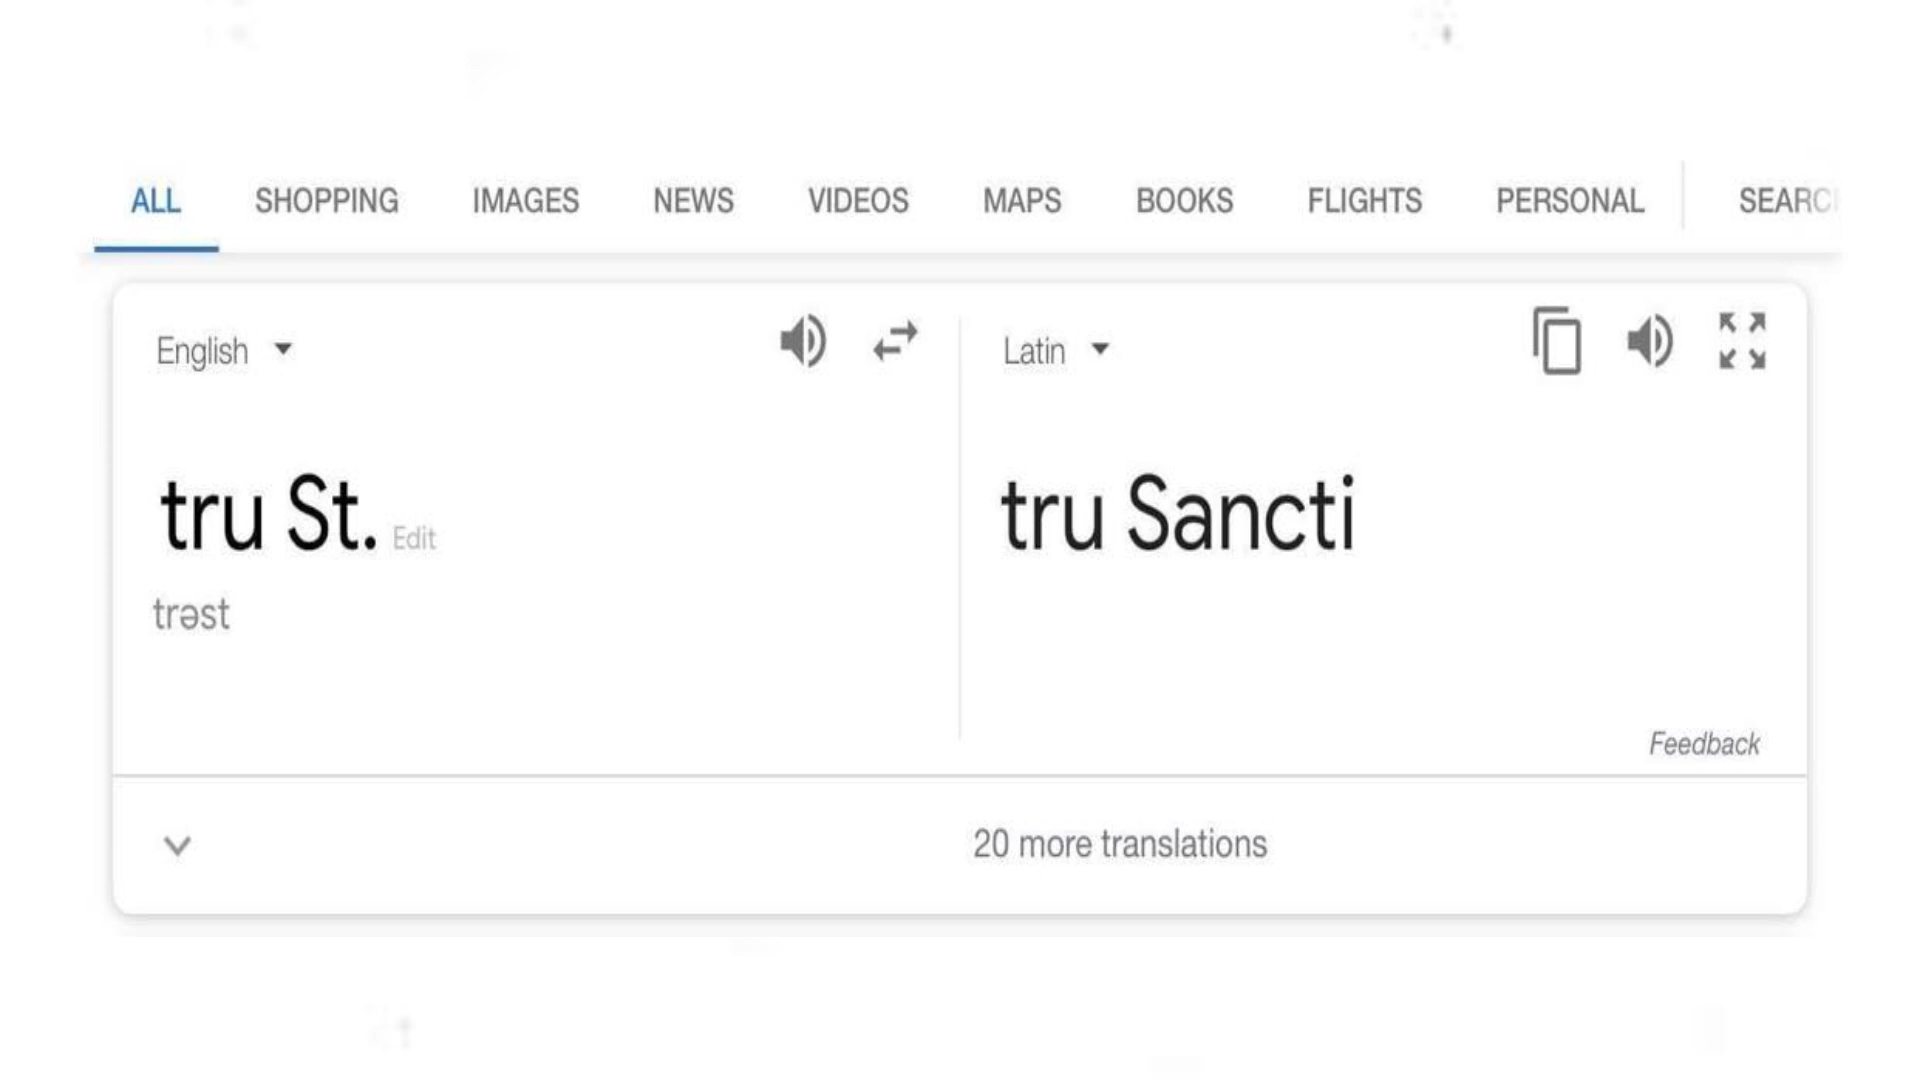 ALL SHOPPING IMAGES NEWS VIDEOS MAPS BOOKS FLIGHTS PERSONAL SEARC
English Latin
tru St. Edit tru Sancti
trəst
Feedback
20 more translations